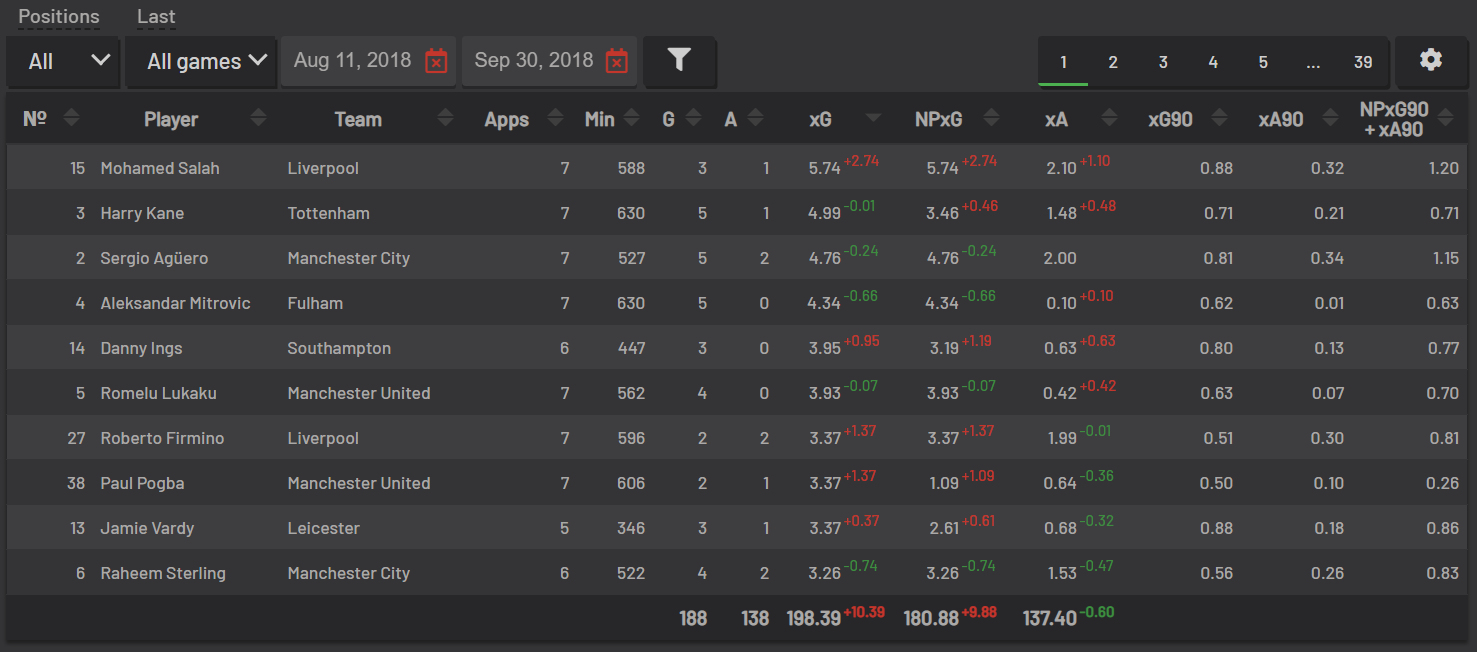 Positions Last
All All games Aug 11, 2018 Sep 30, 2018 1 2 3 4 5 ... 39
Nº Player Team Apps Min G A xG NPxG xA xG90 xA90 NPxG90 + xA90
15 Mohamed Salah Liverpool 7 588 3 1 5.74+2.74 5.74+2.74 2.10+1.10 0.88 0.32 1.20
3 Harry Kane Tottenham 7 630 5 1 4.99-0.01 3.46+0.46 1.48+0.48 0.71 0.21 0.71
2 Sergio Agüero Manchester City 7 527 5 2 4.76-0.24 4.76-0.24 2.00 0.81 0.34 1.15
4 Aleksandar Mitrovic Fulham 7 630 5 0 4.34-0.66 4.34-0.66 0.10+0.10 0.62 0.01 0.63
14 Danny Ings Southampton 6 447 3 0 3.95+0.95 3.19+1.19 0.63+0.63 0.80 0.13 0.77
5 Romelu Lukaku Manchester United 7 562 4 0 3.93-0.07 3.93-0.07 0.42+0.42 0.63 0.07 0.70
27 Roberto Firmino Liverpool 7 596 2 2 3.37+1.37 3.37+1.37 1.99-0.01 0.51 0.30 0.81
38 Paul Pogba Manchester United 7 606 2 1 3.37+1.37 1.09+1.09 0.64-0.36 0.50 0.10 0.26
13 Jamie Vardy Leicester 5 346 3 1 3.37+0.37 2.61+0.61 0.68-0.32 0.88 0.18 0.86
6 Raheem Sterling Manchester City 6 522 4 2 3.26-0.74 3.26-0.74 1.53-0.47 0.56 0.26 0.83
188 138 198.39+10.39 180.88+9.88 137.40-0.60